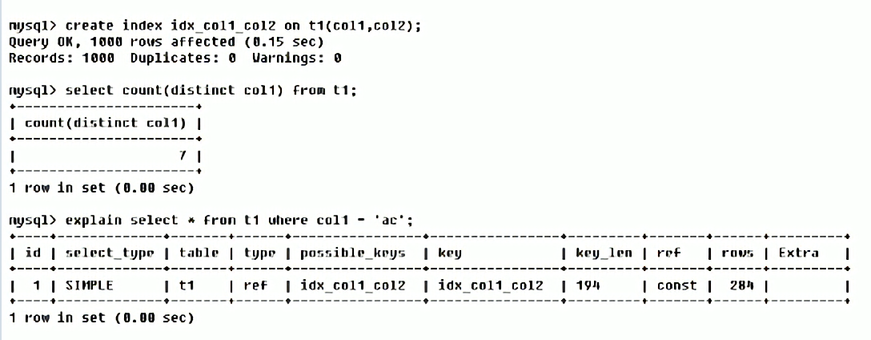 mysql> create index idx_col1_col2 on t1(col1,col2);
Query OK, 1000 rows affected (0.15 sec)
Records: 1000  Duplicates: 0  Warnings: 0
mysql> select count(distinct col1) from t1;
+----------------------+
| count(distinct col1) |
+----------------------+
|                    7 |
+----------------------+
1 row in set (0.00 sec)
mysql> explain select * from t1 where col1 = 'ac';
+----+-------------+-------+------+---------------+---------------+---------+-------+------+-------+
| id | select_type | table | type | possible_keys | key           | key_len | ref   | rows | Extra |
+----+-------------+-------+------+---------------+---------------+---------+-------+------+-------+
|  1 | SIMPLE      | t1    | ref  | idx_col1_col2 | idx_col1_col2 | 194     | const |  284 |       |
+----+-------------+-------+------+---------------+---------------+---------+-------+------+-------+
1 row in set (0.00 sec)